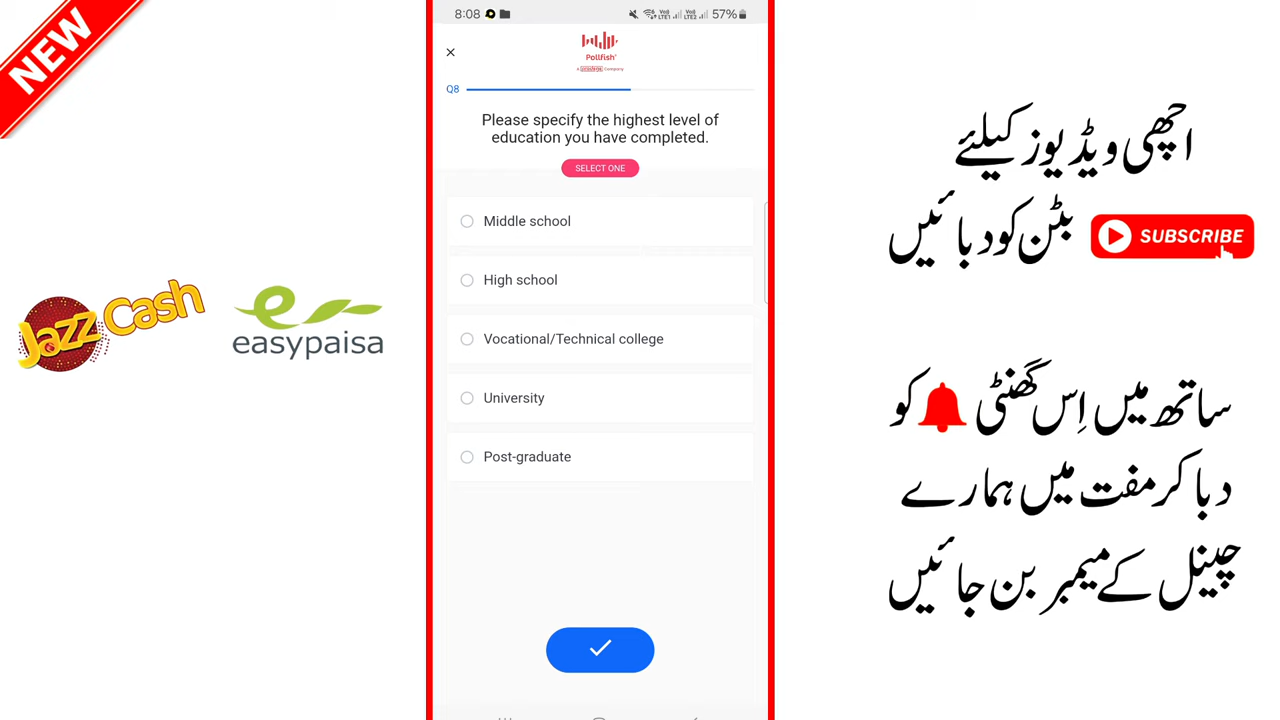 NEW
8:08
57%
Pollfish
Q8
Please specify the highest level of
education you have completed.
SELECT ONE
Middle school
High school
Vocational/Technical college
University
Post-graduate
Jazz Cash
easypaisa
اچھی ویڈیوز کیلئے
بٹن کو دبائیں
SUBSCRIBE
ساتھ میں اِس گھنٹی کو
دبا کر مفت میں ہمارے
چینل کے میمبر بن جائیں